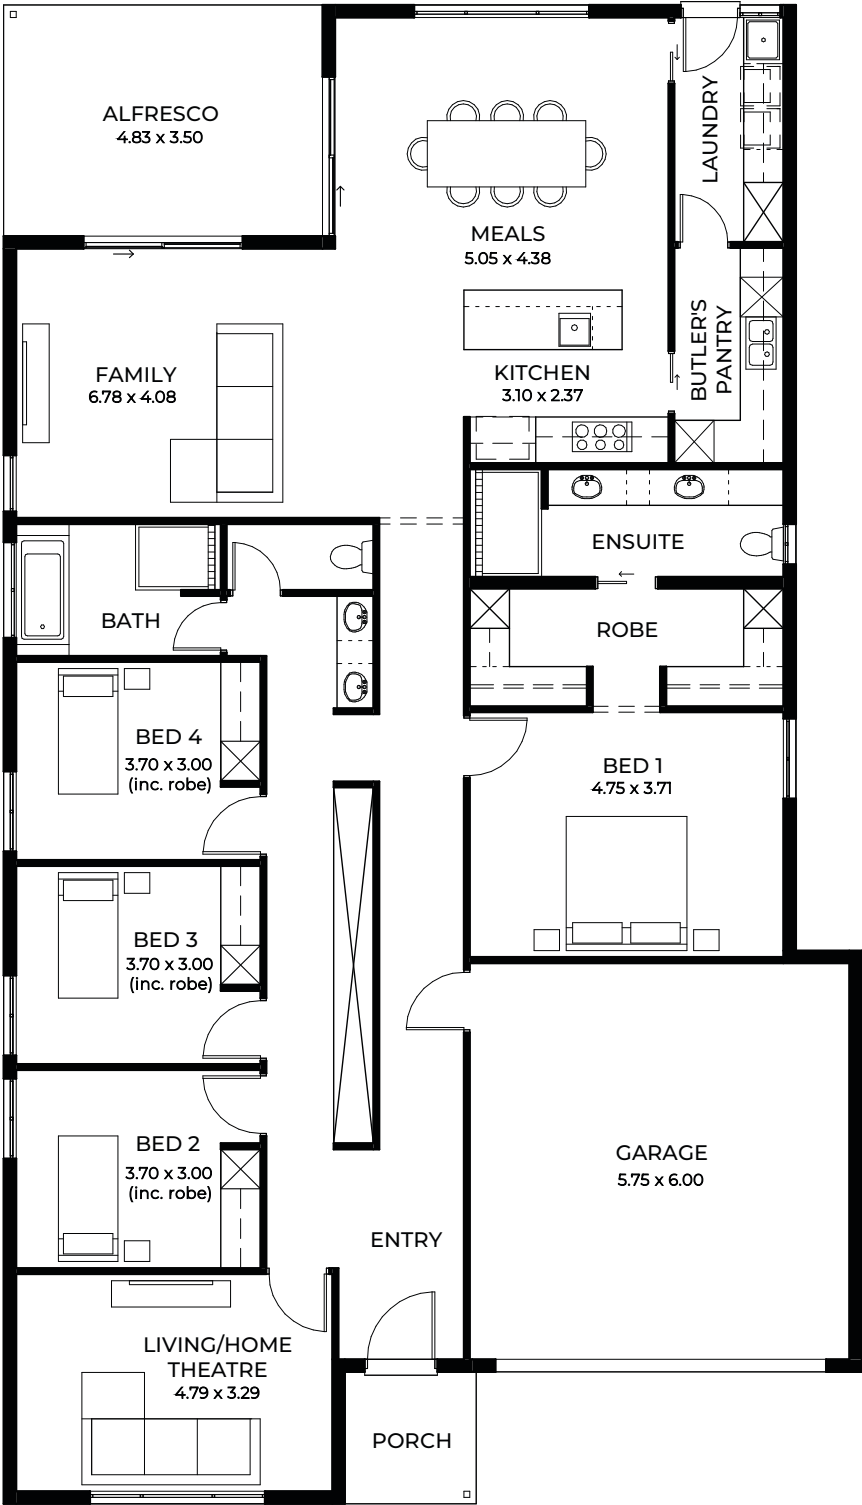 ALFRESCO
4.83 x 3.50
LAUNDRY
MEALS
5.05 x 4.38
BUTLER'S
PANTRY
FAMILY
6.78 x 4.08
KITCHEN
3.10 x 2.37
ENSUITE
BATH
ROBE
BED 4
3.70 x 3.00
(inc. robe)
BED 1
4.75 x 3.71
BED 3
3.70 x 3.00
(inc. robe)
BED 2
3.70 x 3.00
(inc. robe)
GARAGE
5.75 x 6.00
ENTRY
LIVING/HOME
THEATRE
4.79 x 3.29
PORCH